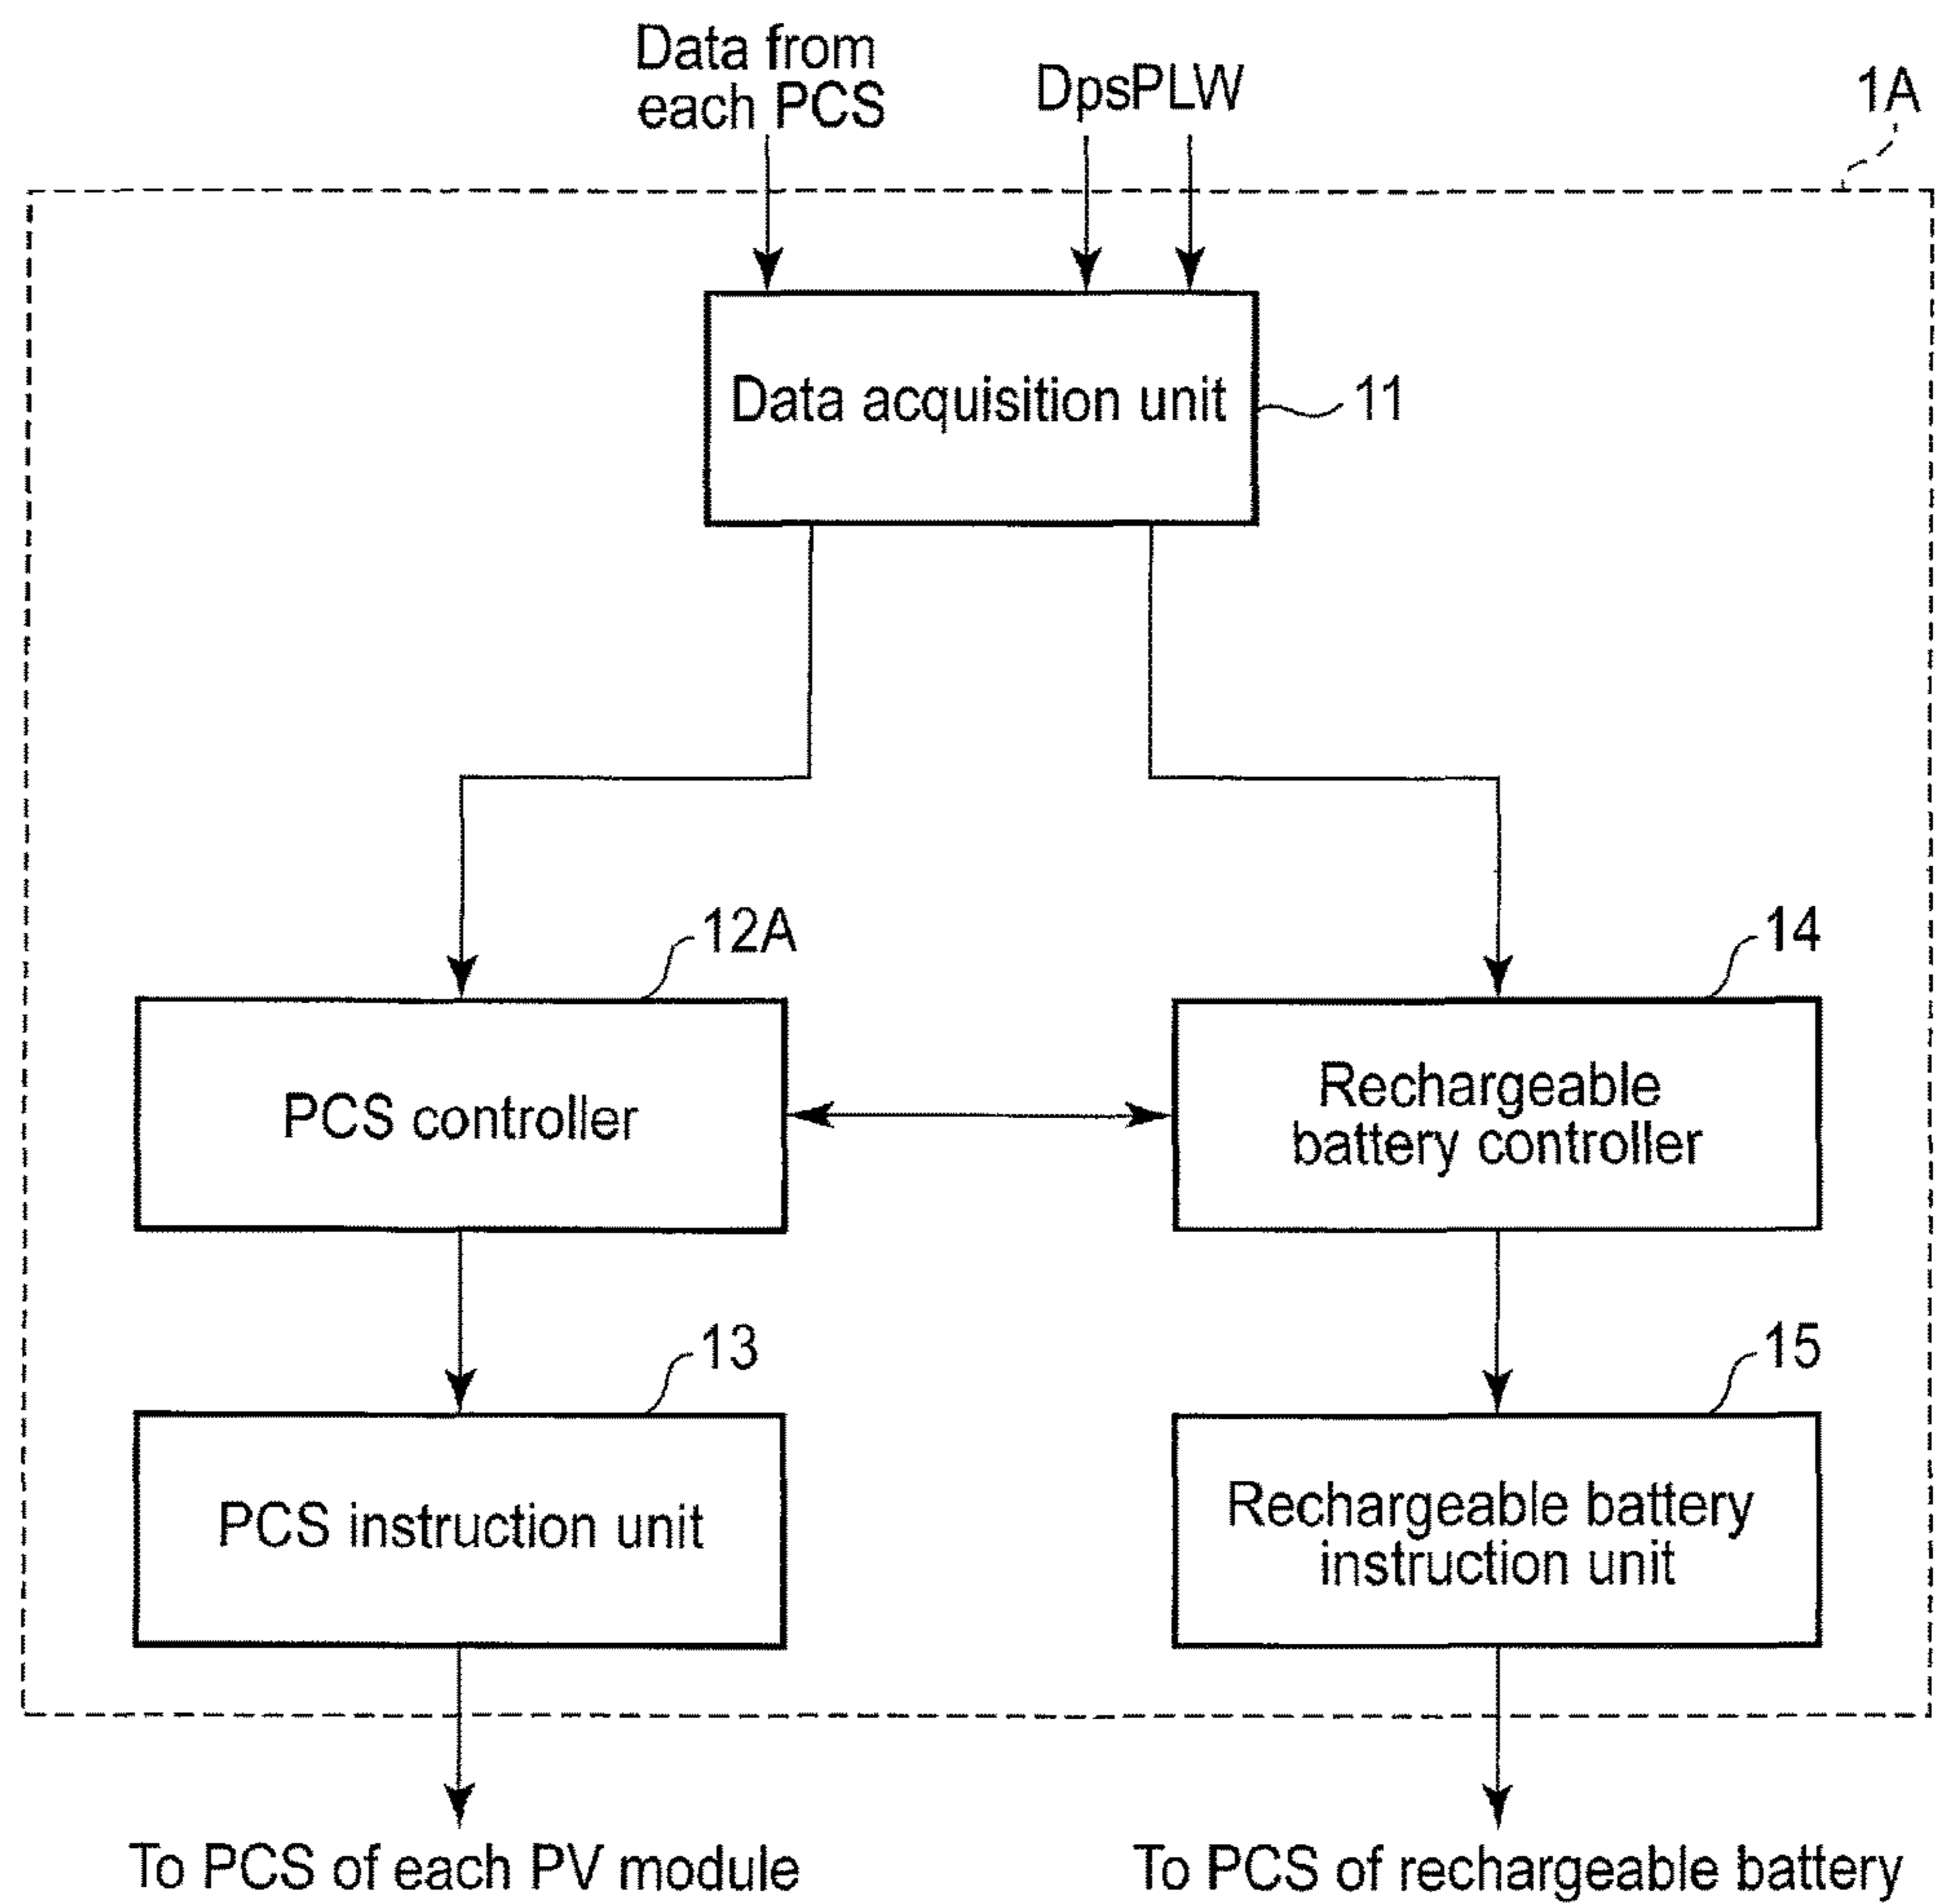 Data from
each PCS
DpsPLW
1A
Data acquisition unit
11
12A
14
PCS controller
Rechargeable
battery controller
13
15
PCS instruction unit
Rechargeable battery
instruction unit
To PCS of each PV module
To PCS of rechargeable battery